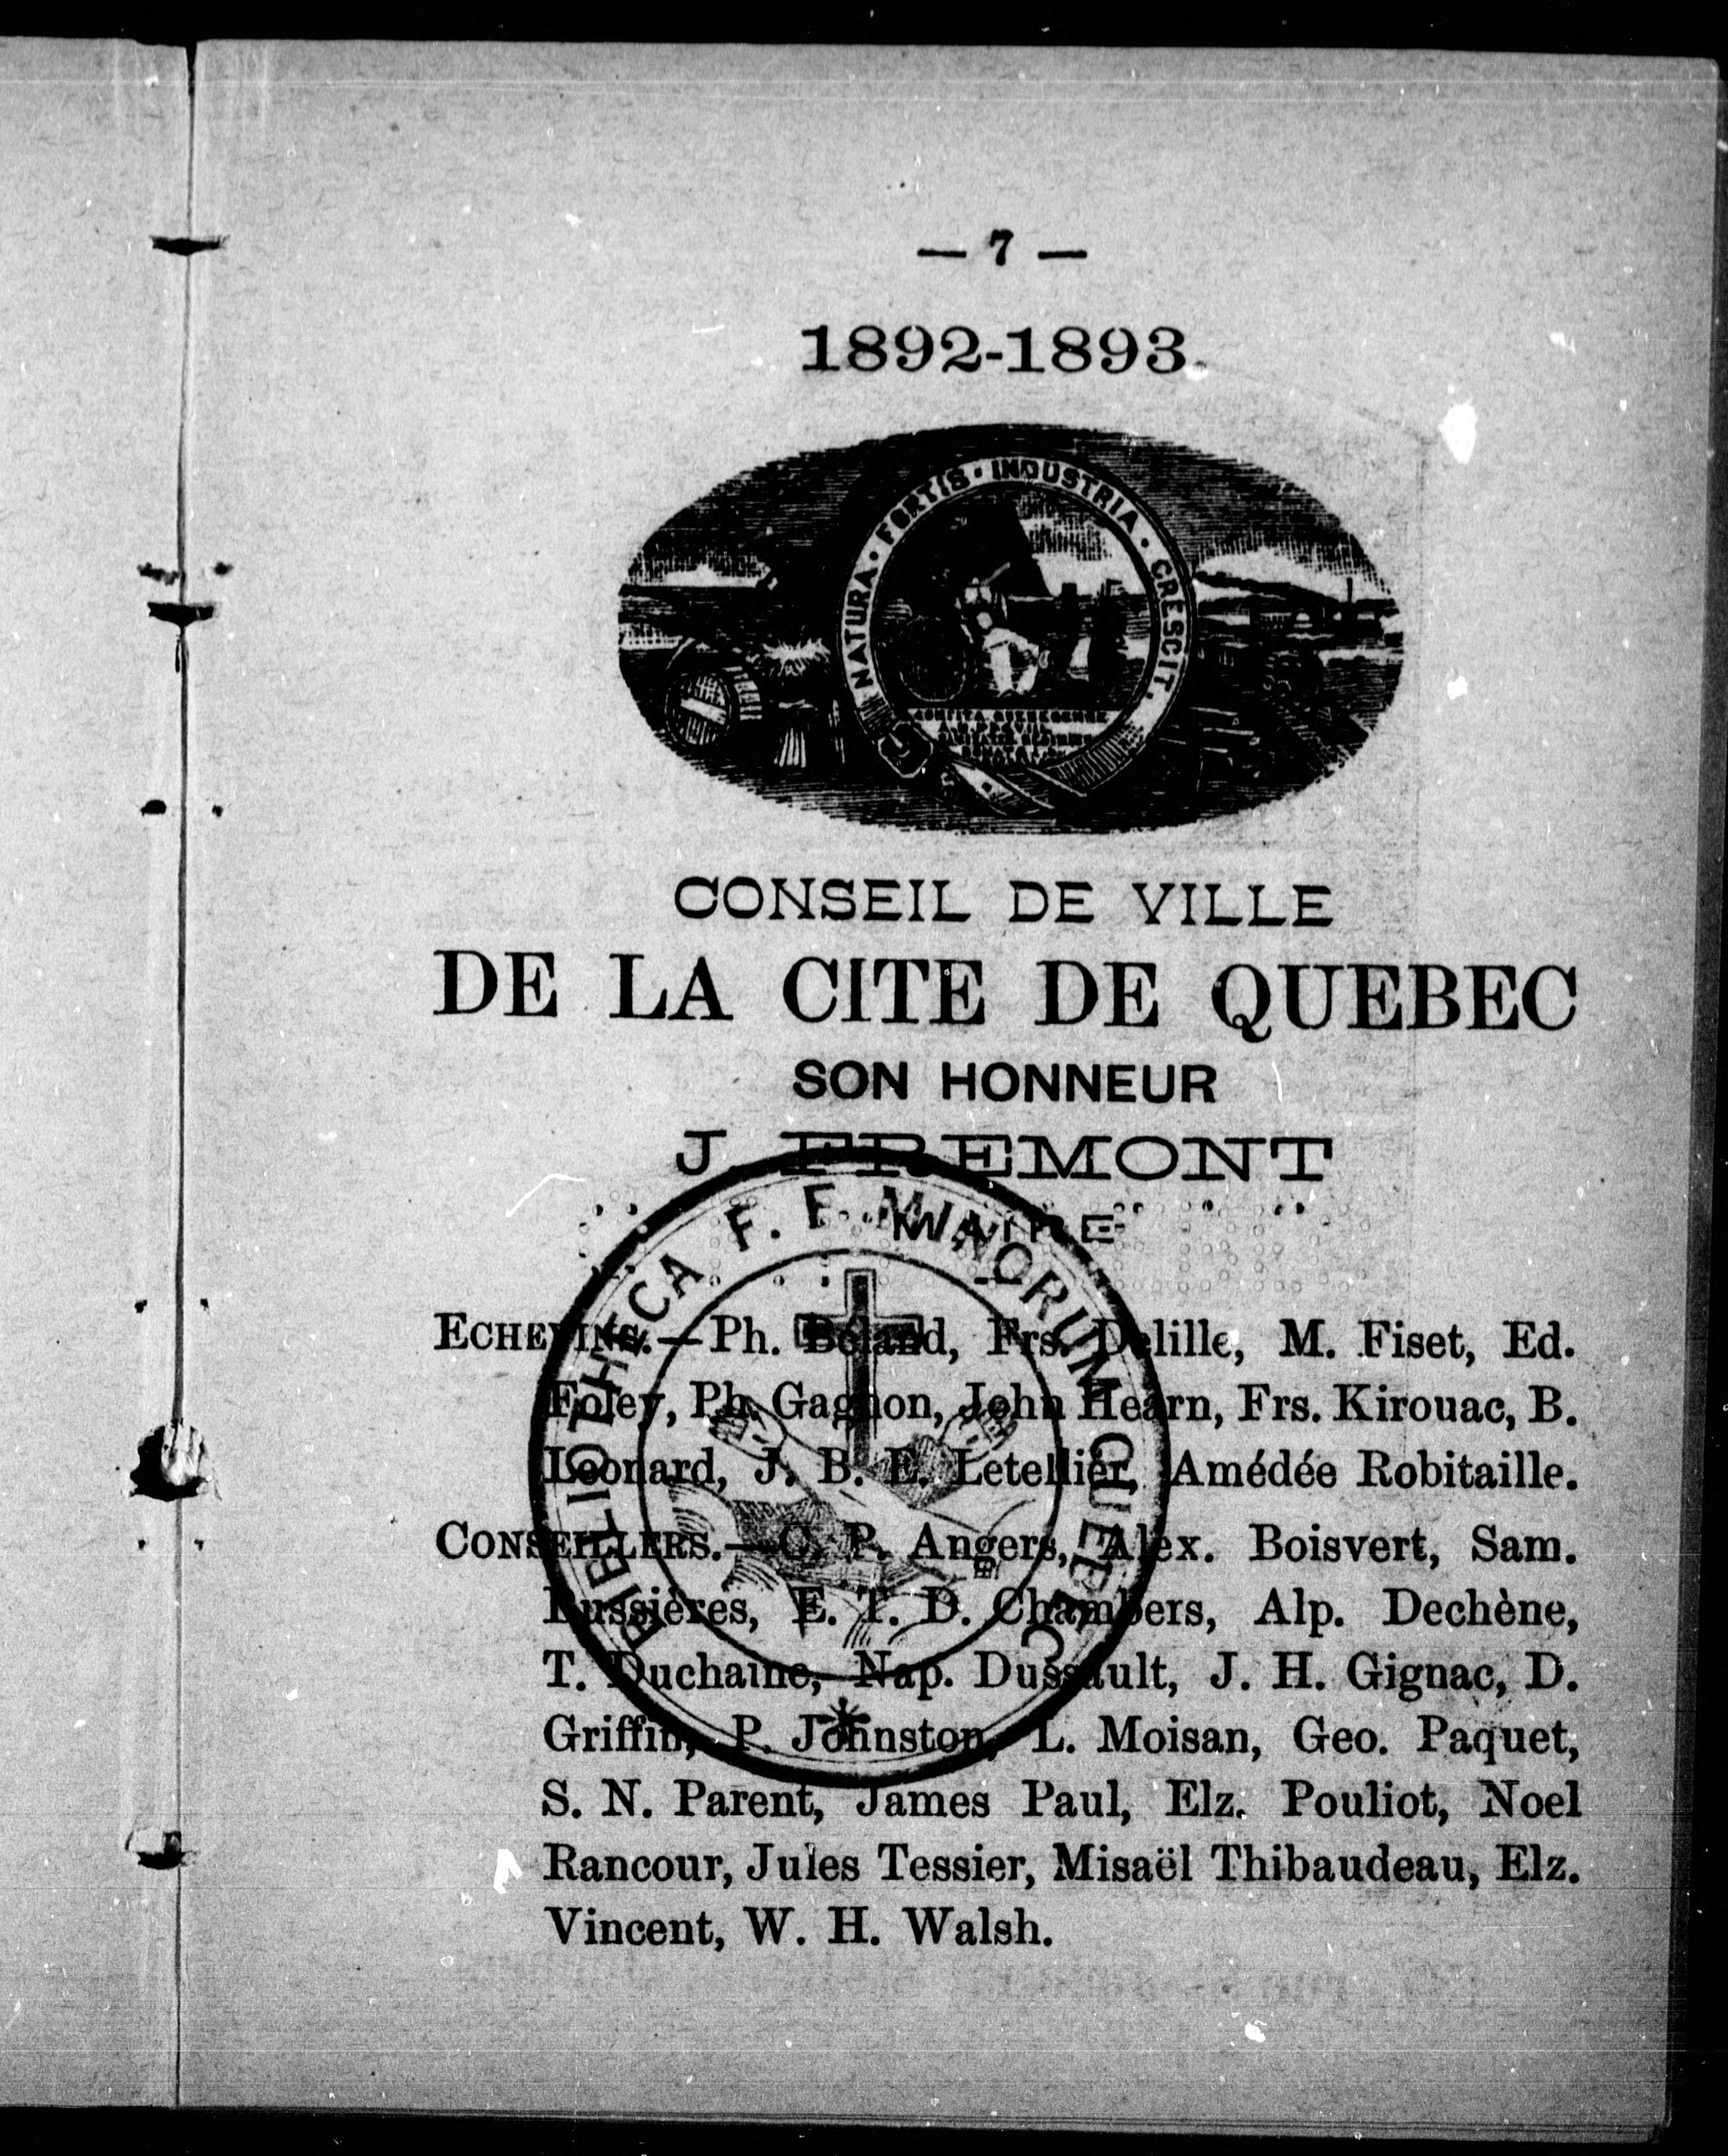 — 7 —
1892-1893
NATURA · FORTIS · INDUSTRIA · CRESCIT.
CONSEIL DE VILLE
DE LA CITE DE QUEBEC
SON HONNEUR
J. FREMONT
MAIRE
BIBLIOTHECA F. F. MINORUM QUEBEC
ECHEVINS.—Ph. Boland, Frs. Delille, M. Fiset, Ed.
Foley, Ph. Gagnon, John Hearn, Frs. Kirouac, B.
Leonard, J. B. E. Letellier, Amédée Robitaille.
CONSEILLERS.—C. P. Angers, Alex. Boisvert, Sam.
Bussières, E. T. D. Chambers, Alp. Dechène,
T. Duchaine, Nap. Dussault, J. H. Gignac, D.
Griffin, P. Johnston, L. Moisan, Geo. Paquet,
S. N. Parent, James Paul, Elz. Pouliot, Noel
Rancour, Jules Tessier, Misaël Thibaudeau, Elz.
Vincent, W. H. Walsh.